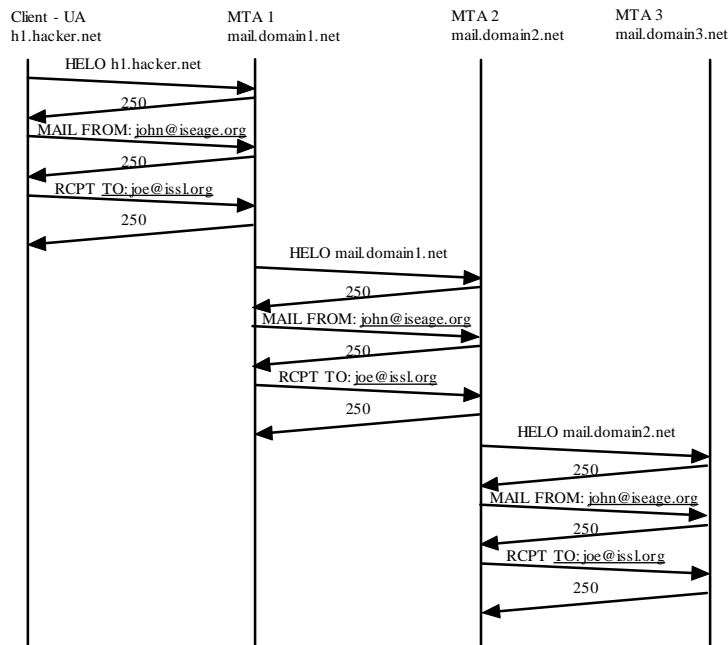 Client - UA
h1.hacker.net
MTA 1
mail.domain1.net
MTA 2
mail.domain2.net
MTA 3
mail.domain3.net
HELO h1.hacker.net
250
MAIL FROM: john@iseage.org
250
RCPT TO: joe@issl.org
250
HELO mail.domain1.net
250
MAIL FROM: john@iseage.org
250
RCPT TO: joe@issl.org
250
HELO mail.domain2.net
250
MAIL FROM: john@iseage.org
250
RCPT TO: joe@issl.org
250